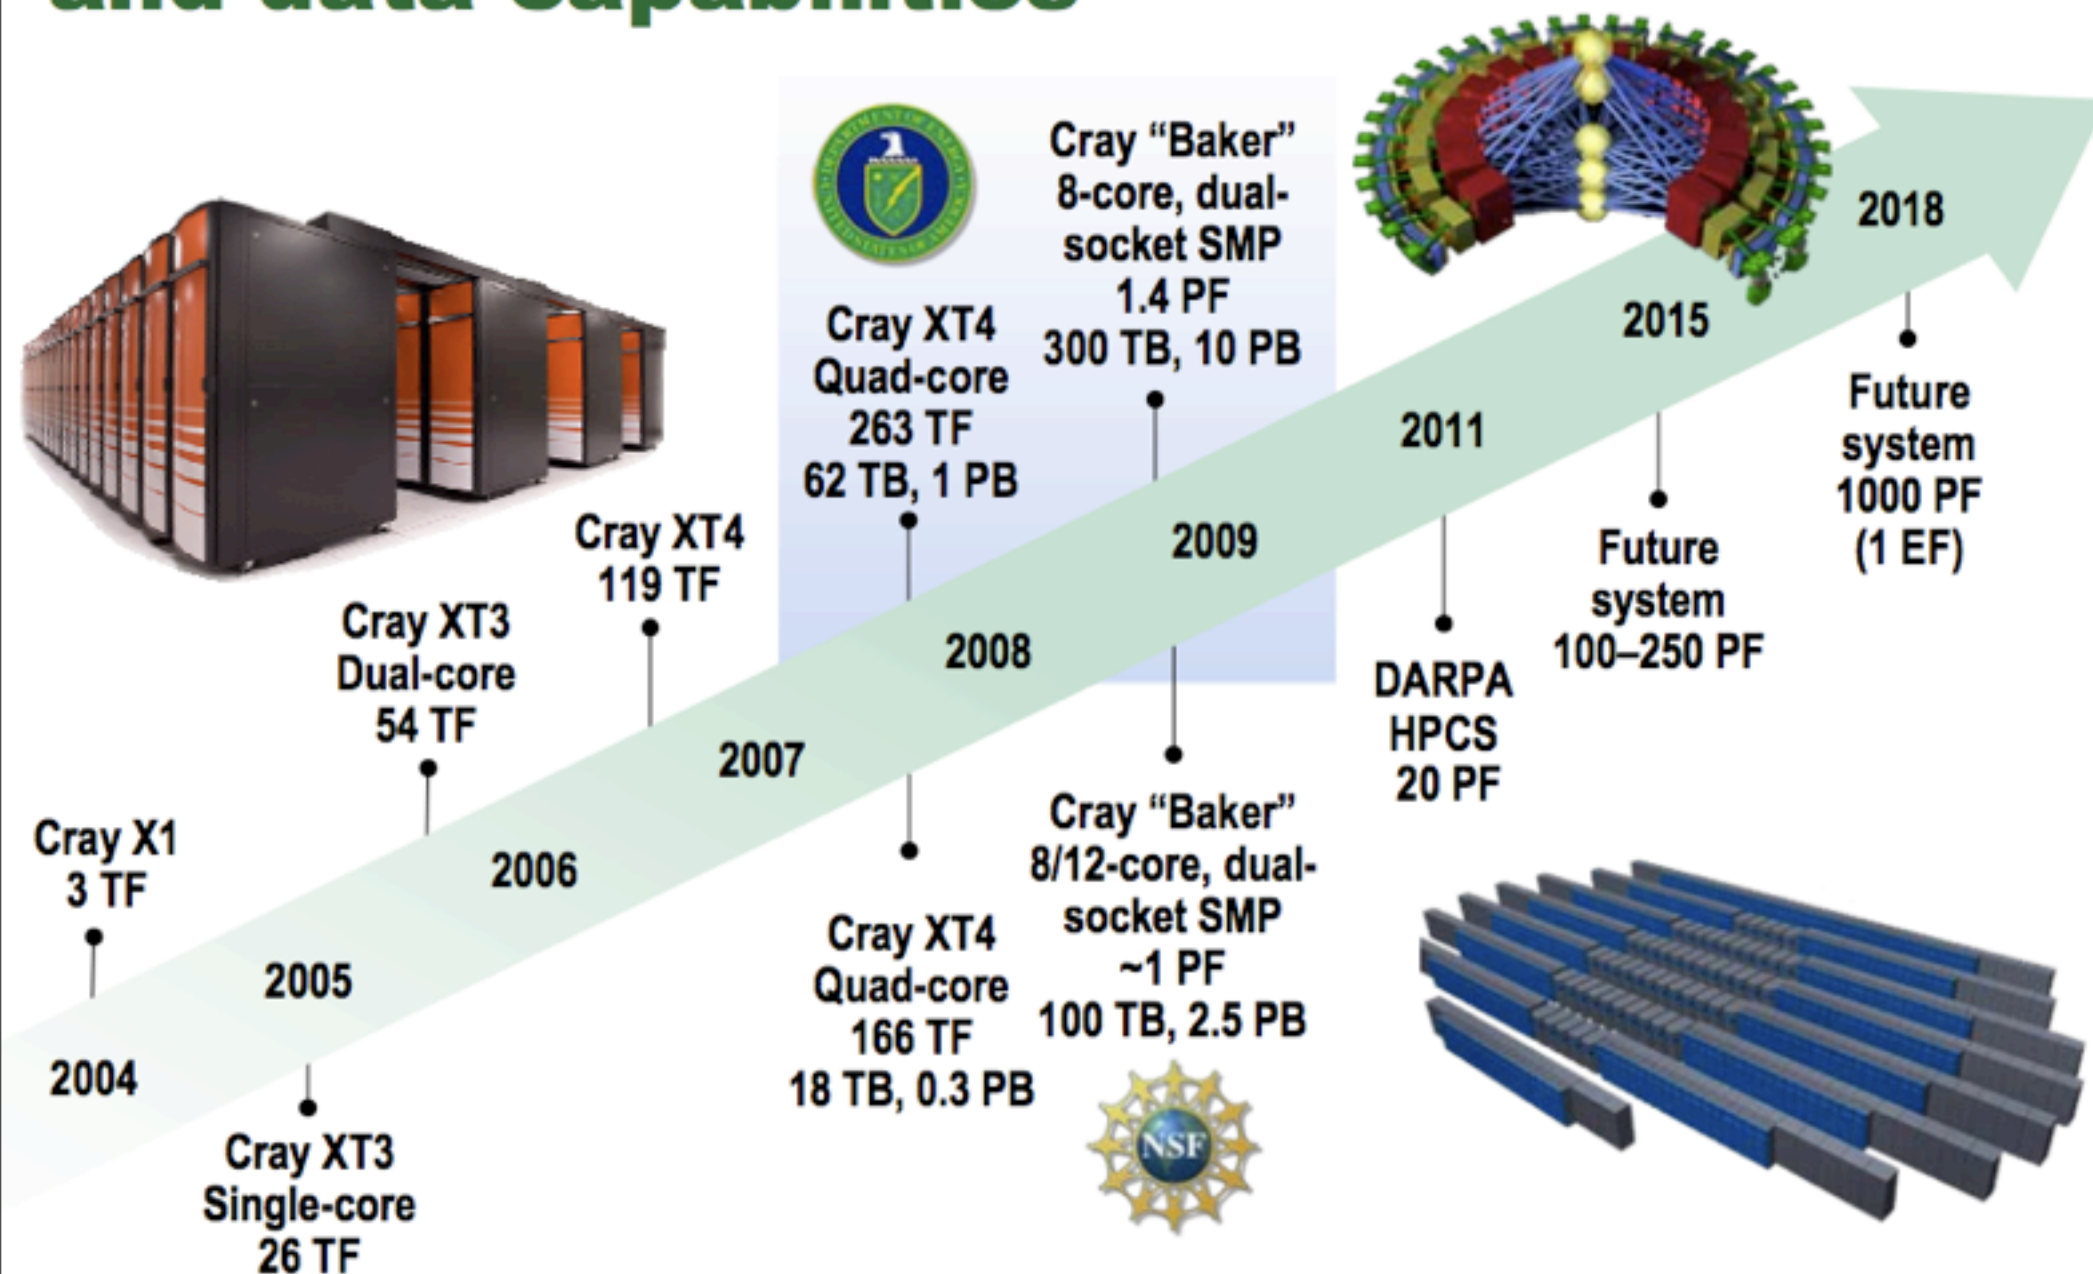 and data capabilities
Cray X1
3 TF
2004
2005
Cray XT3
Single-core
26 TF
Cray XT3
Dual-core
54 TF
2006
Cray XT4
119 TF
2007
Cray XT4
Quad-core
263 TF
62 TB, 1 PB
2008
Cray XT4
Quad-core
166 TF
18 TB, 0.3 PB
Cray “Baker”
8-core, dual-
socket SMP
1.4 PF
300 TB, 10 PB
2009
Cray “Baker”
8/12-core, dual-
socket SMP
~1 PF
100 TB, 2.5 PB
NSF
2011
DARPA
HPCS
20 PF
2015
Future
system
100–250 PF
2018
Future
system
1000 PF
(1 EF)